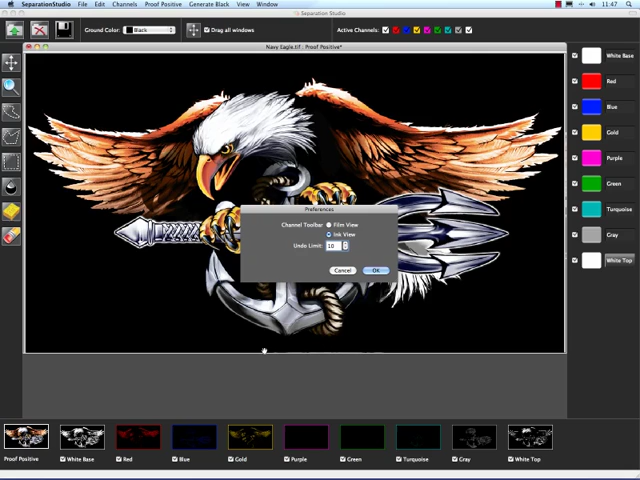 SeparationStudio File Edit Channels Proof Positive Generate Black View Window 11:47
Separation Studio
Ground Color: Black Drag all windows Active Channels:
Navy Eagle.tif : Proof Positive*
White Base
Red
Blue
Gold
Purple
Green
Turquoise
Gray
White Top
Preferences
Channel Toolbar Film View
Ink View
Undo Limit: 10
Cancel OK
Proof Positive White Base Red Blue Gold Purple Green Turquoise Gray White Top